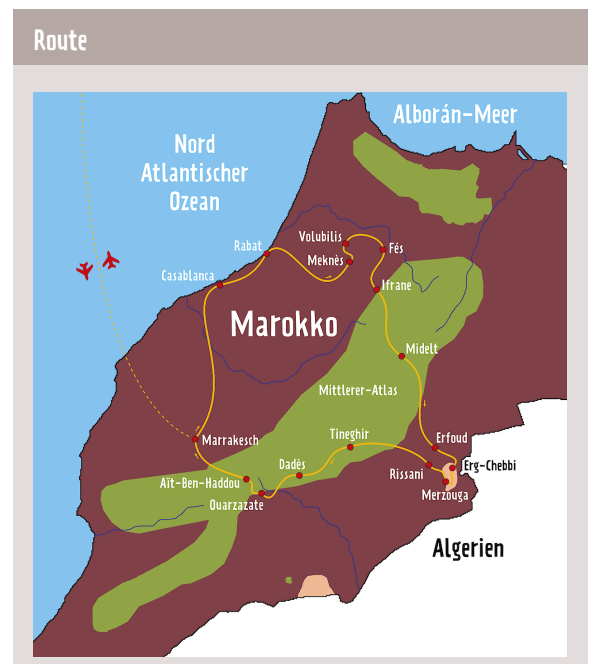 Route
Alborán-Meer
Nord
Atlantischer
Ozean
Volubilis
Rabat
Fés
Meknès
Casablanca
Ifrane
Marokko
Midelt
Mittlerer-Atlas
Tineghir
Marrakesch
Erfoud
Dadès
Erg-Chebbi
Rissani
Aït-Ben-Haddou
Merzouga
Ouarzazate
Algerien